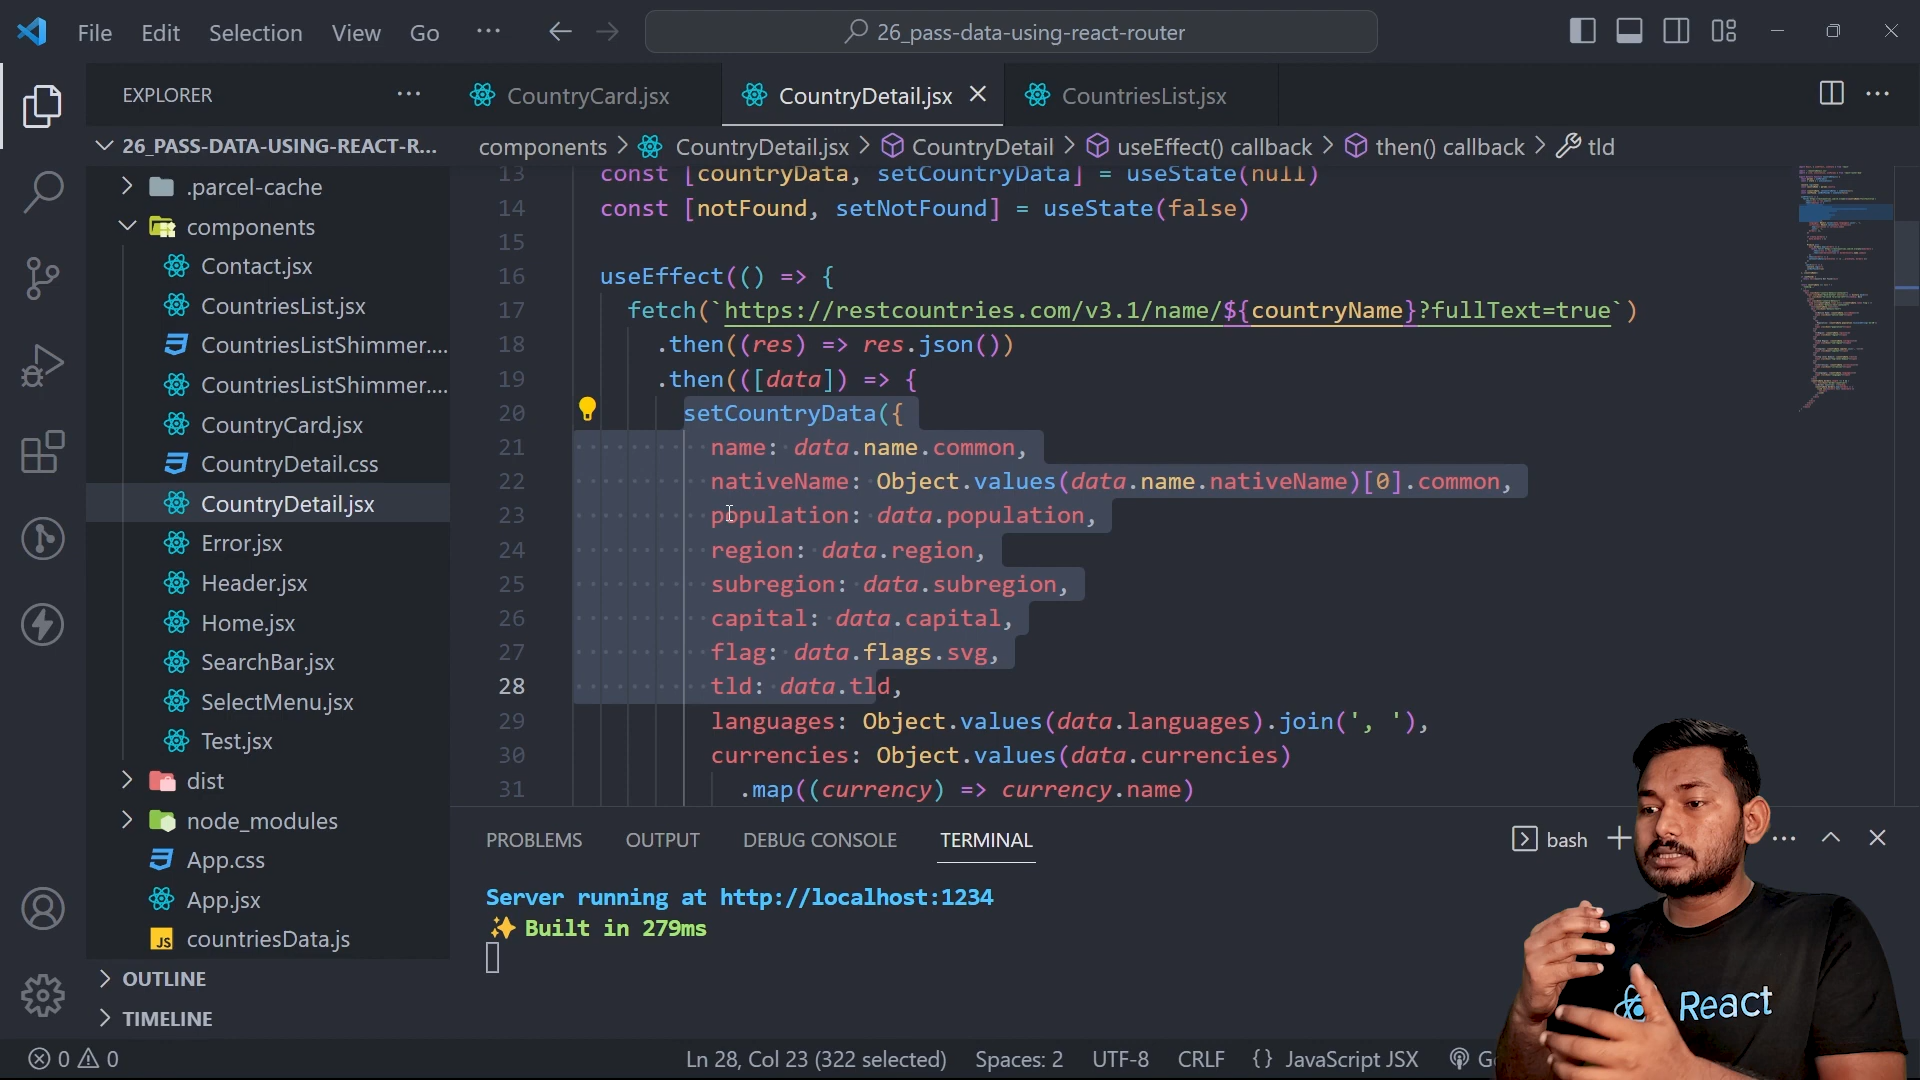 File Edit Selection View Go ···
26_pass-data-using-react-router
EXPLORER ···
CountryCard.jsx
CountryDetail.jsx
CountriesList.jsx
26_PASS-DATA-USING-REACT-R...
components > CountryDetail.jsx > CountryDetail > useEffect() callback > then() callback > tld
.parcel-cache
components
Contact.jsx
CountriesList.jsx
CountriesListShimmer....
CountriesListShimmer....
CountryCard.jsx
CountryDetail.css
CountryDetail.jsx
Error.jsx
Header.jsx
Home.jsx
SearchBar.jsx
SelectMenu.jsx
Test.jsx
dist
node_modules
App.css
App.jsx
JS countriesData.js
OUTLINE
TIMELINE
13 const [countryData, setCountryData] = useState(null)
14 const [notFound, setNotFound] = useState(false)
15
16 useEffect(() => {
17 fetch(`https://restcountries.com/v3.1/name/${countryName}?fullText=true`)
18 .then((res) => res.json())
19 .then(([data]) => {
20 setCountryData({
21 name: data.name.common,
22 nativeName: Object.values(data.name.nativeName)[0].common,
23 population: data.population,
24 region: data.region,
25 subregion: data.subregion,
26 capital: data.capital,
27 flag: data.flags.svg,
28 tld: data.tld,
29 languages: Object.values(data.languages).join(', '),
30 currencies: Object.values(data.currencies)
31 .map((currency) => currency.name)
PROBLEMS OUTPUT DEBUG CONSOLE TERMINAL
bash
Server running at http://localhost:1234
✨ Built in 279ms
React
0 0
Ln 28, Col 23 (322 selected) Spaces: 2 UTF-8 CRLF {} JavaScript JSX